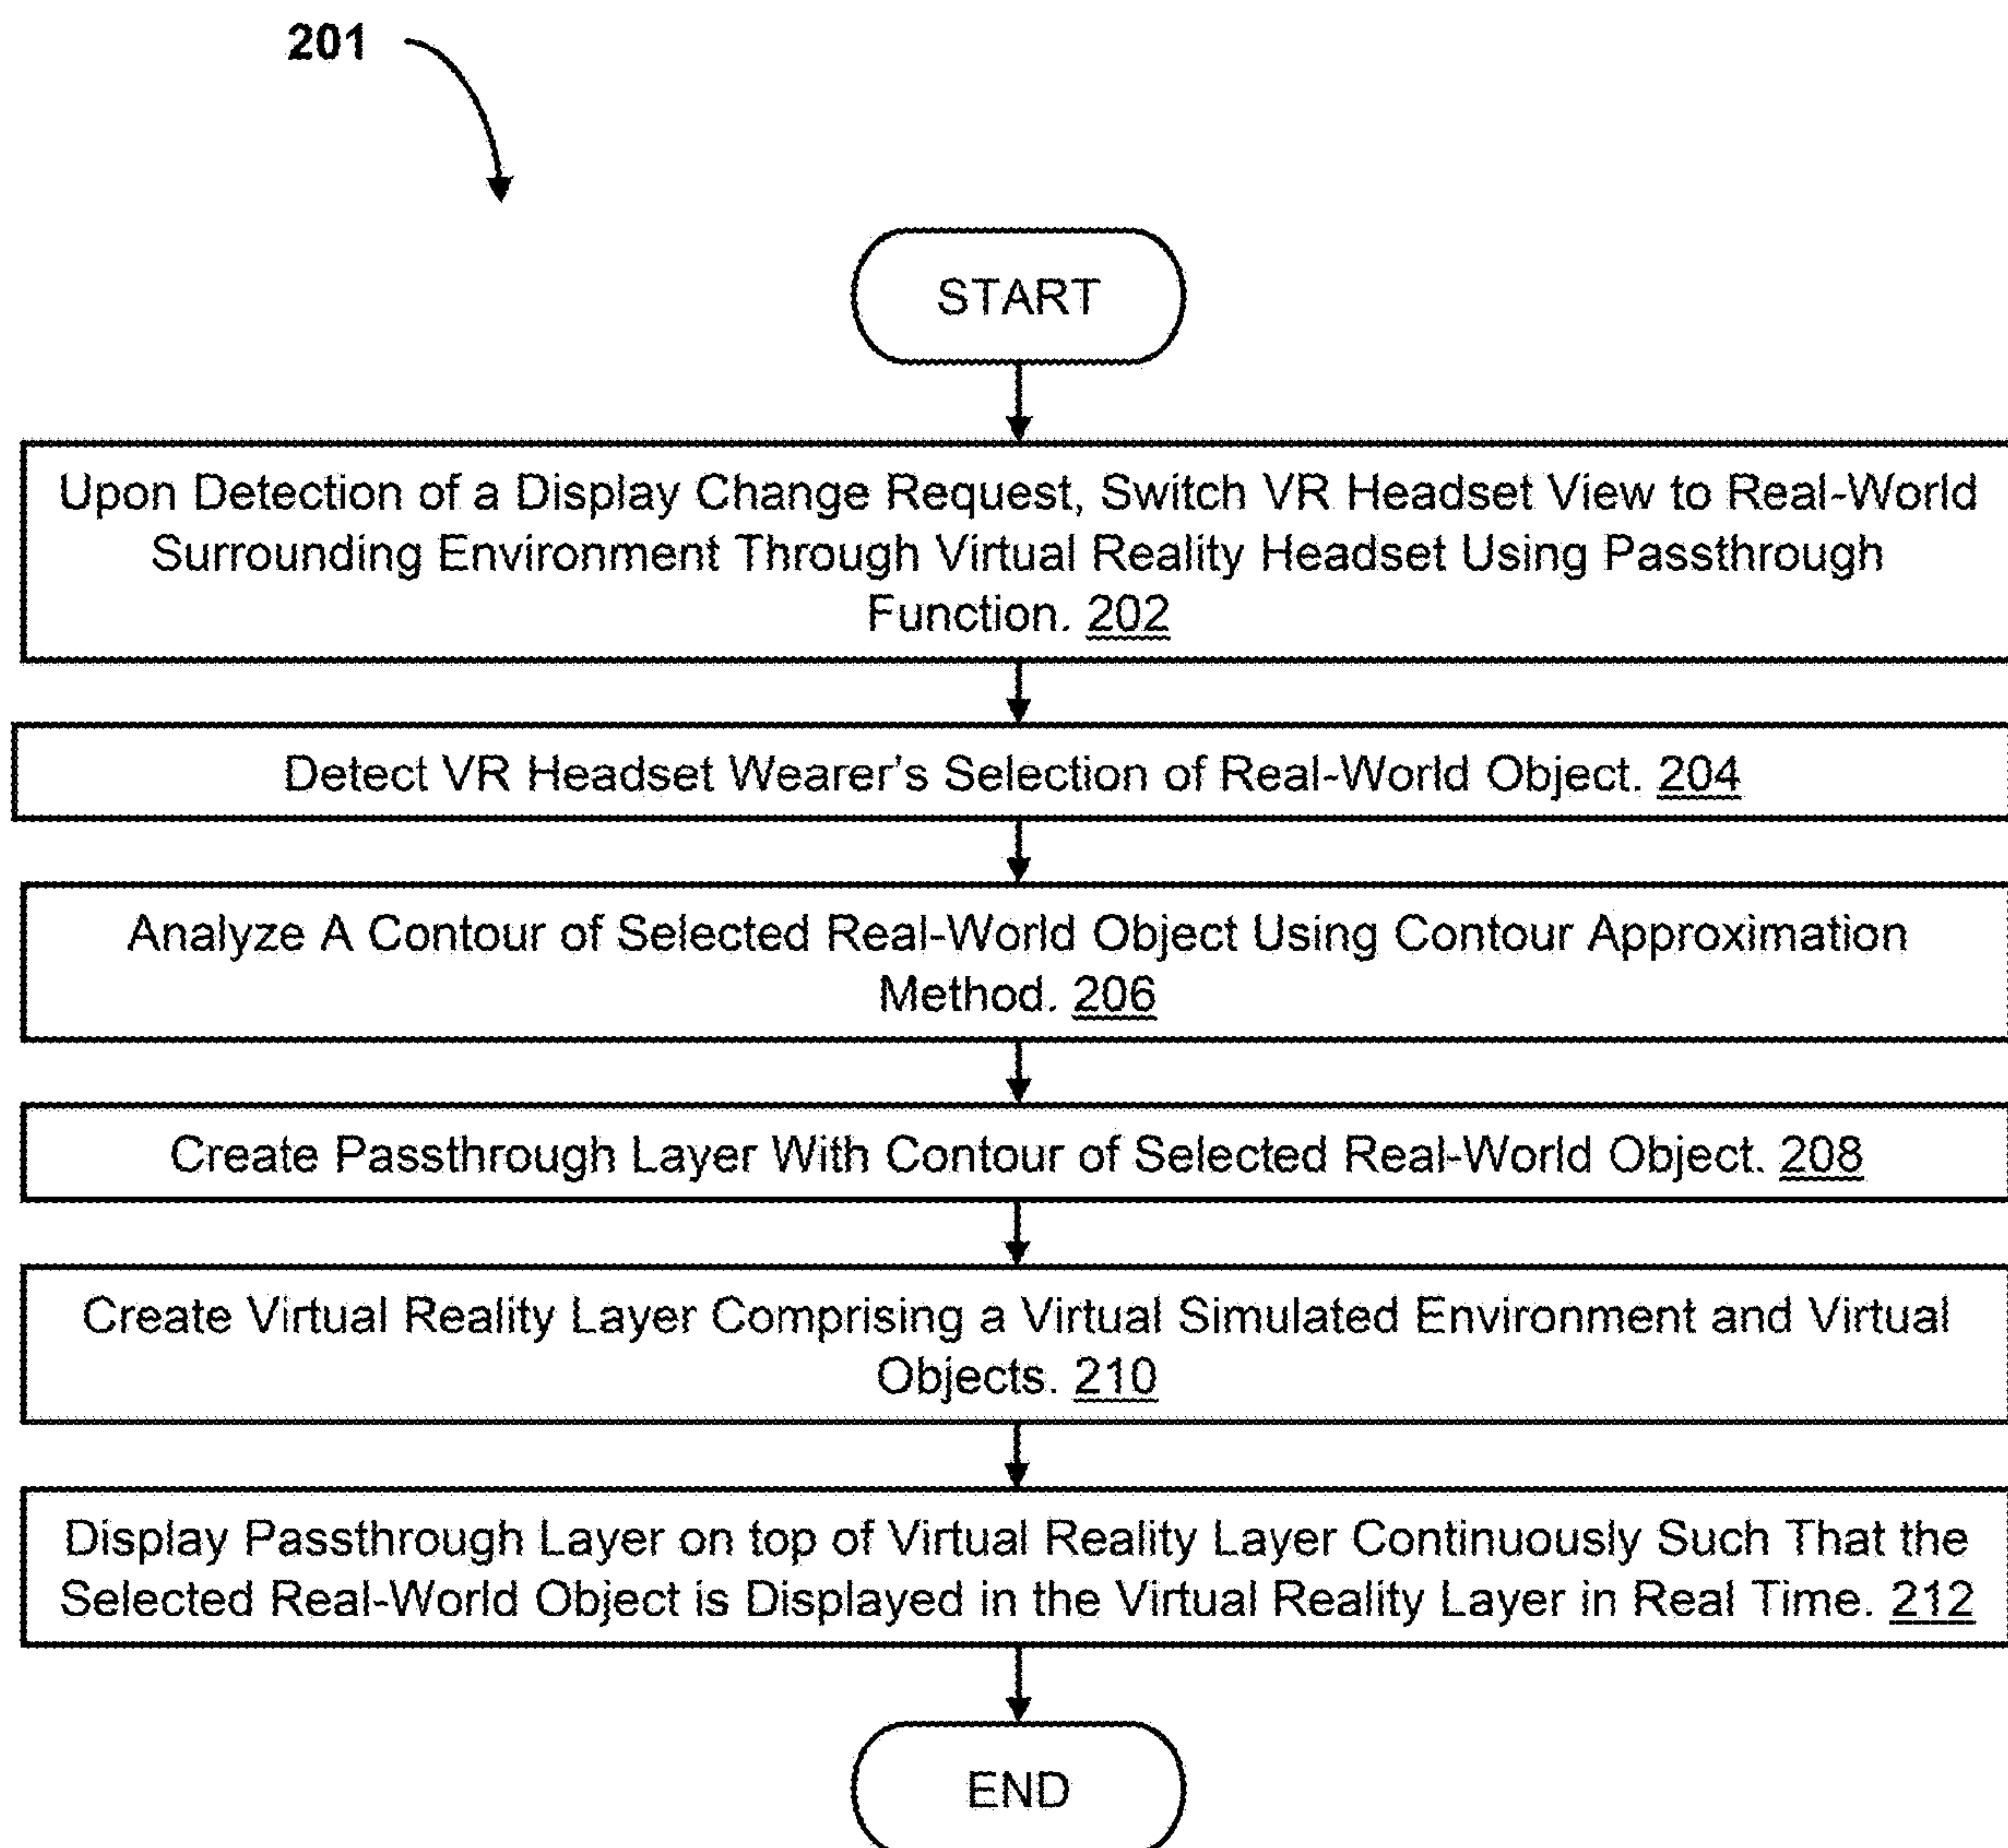 201
START
Upon Detection of a Display Change Request, Switch VR Headset View to Real-World
Surrounding Environment Through Virtual Reality Headset Using Passthrough
Function. 202
Detect VR Headset Wearer's Selection of Real-World Object. 204
Analyze A Contour of Selected Real-World Object Using Contour Approximation
Method. 206
Create Passthrough Layer With Contour of Selected Real-World Object. 208
Create Virtual Reality Layer Comprising a Virtual Simulated Environment and Virtual
Objects. 210
Display Passthrough Layer on top of Virtual Reality Layer Continuously Such That the
Selected Real-World Object is Displayed in the Virtual Reality Layer in Real Time. 212
END